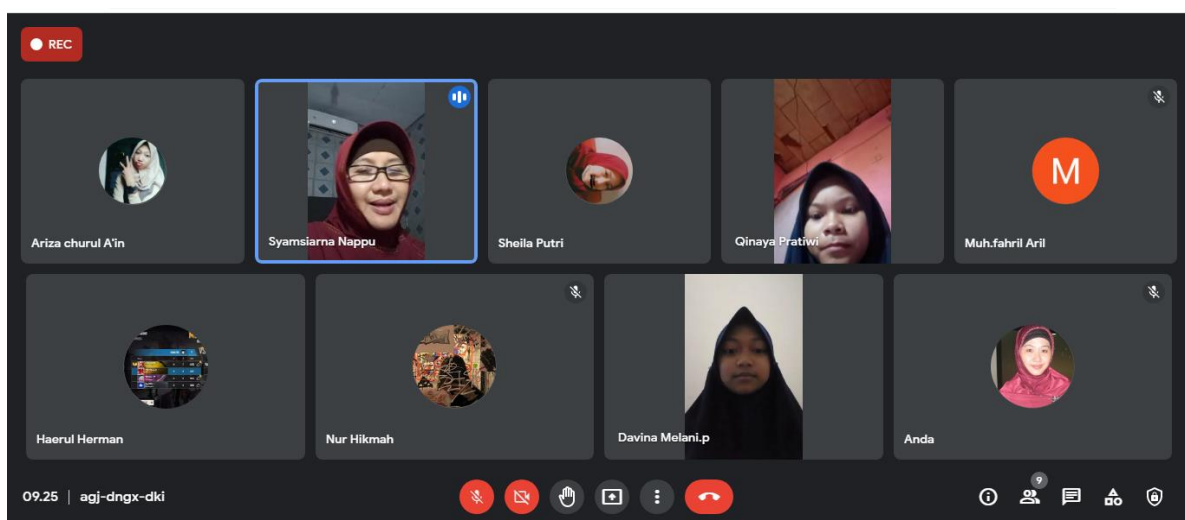 REC
Ariza churul A'in
Syamsiarna Nappu
Sheila Putri
Qinaya Pratiwi
M
Muh.fahril Aril
Haerul Herman
Nur Hikmah
Davina Melani.p
Anda
09.25 | agj-dngx-dki
9